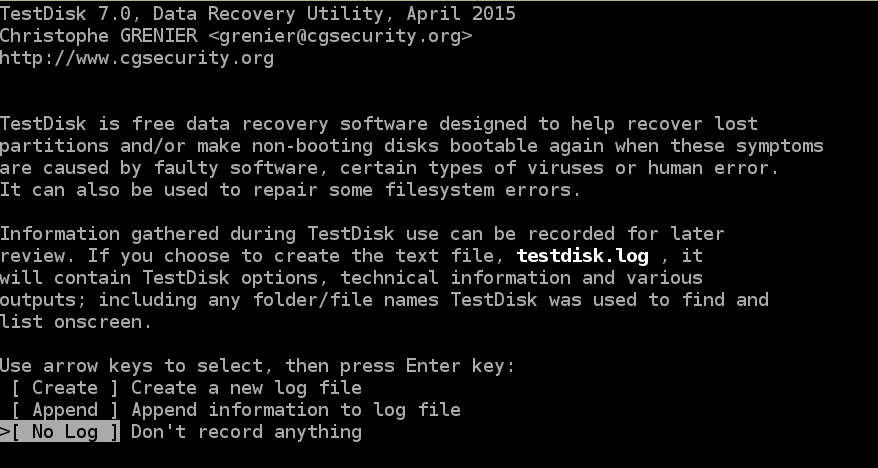 TestDisk 7.0, Data Recovery Utility, April 2015
Christophe GRENIER <grenier@cgsecurity.org>
http://www.cgsecurity.org
TestDisk is free data recovery software designed to help recover lost
partitions and/or make non-booting disks bootable again when these symptoms
are caused by faulty software, certain types of viruses or human error.
It can also be used to repair some filesystem errors.
Information gathered during TestDisk use can be recorded for later
review. If you choose to create the text file, testdisk.log , it
will contain TestDisk options, technical information and various
outputs; including any folder/file names TestDisk was used to find and
list onscreen.
Use arrow keys to select, then press Enter key:
[ Create ] Create a new log file
[ Append ] Append information to log file
>[ No Log ] Don't record anything